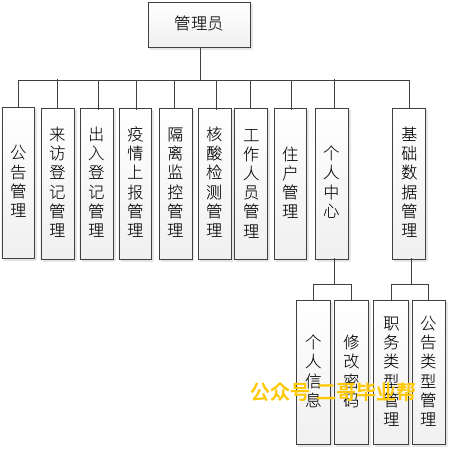 管理员
公告管理
来访登记管理
出入登记管理
疫情上报管理
隔离监控管理
核酸检测管理
工作人员管理
住户管理
个人中心
基础数据管理
个人信息
修改密码
职务类型管理
公告类型管理
公众号 二哥毕业帮